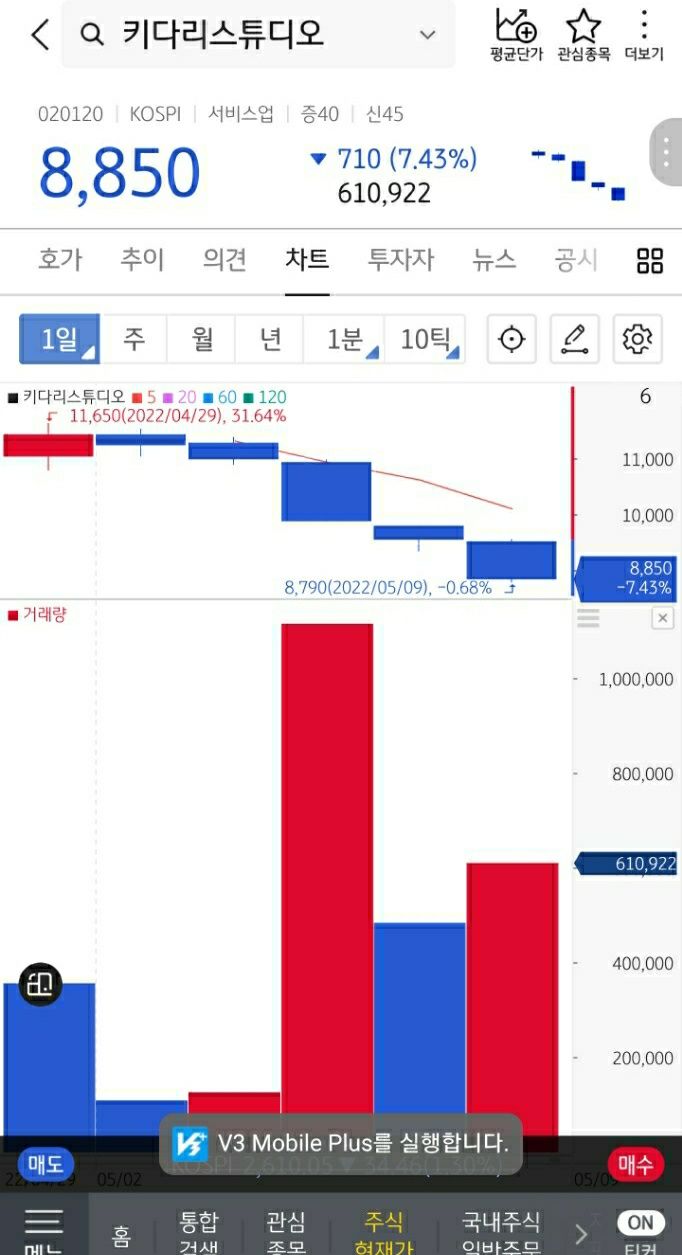 키다리스튜디오
평균단가 관심종목 더보기
020120 | KOSPI | 서비스업 | 증40 | 신45
8,850
▼ 710 (7.43%)
610,922
호가 추이 의견 차트 투자자 뉴스 공시
1일 주 월 년 1분 10틱
■키다리스튜디오 ■5 ■20 ■60 ■120
6
11,650(2022/04/29), 31.64%
11,000
10,000
8,850
-7.43%
8,790(2022/05/09), -0.68%
■거래량
1,000,000
800,000
610,922
400,000
200,000
V3 Mobile Plus를 실행합니다.
매도
매수
22/04/29 05/02 05/09
KOSPI 2,610.05
메뉴
홈
통합
검색
관심
종목
주식
현재가
국내주식
일반주문
ON
티커